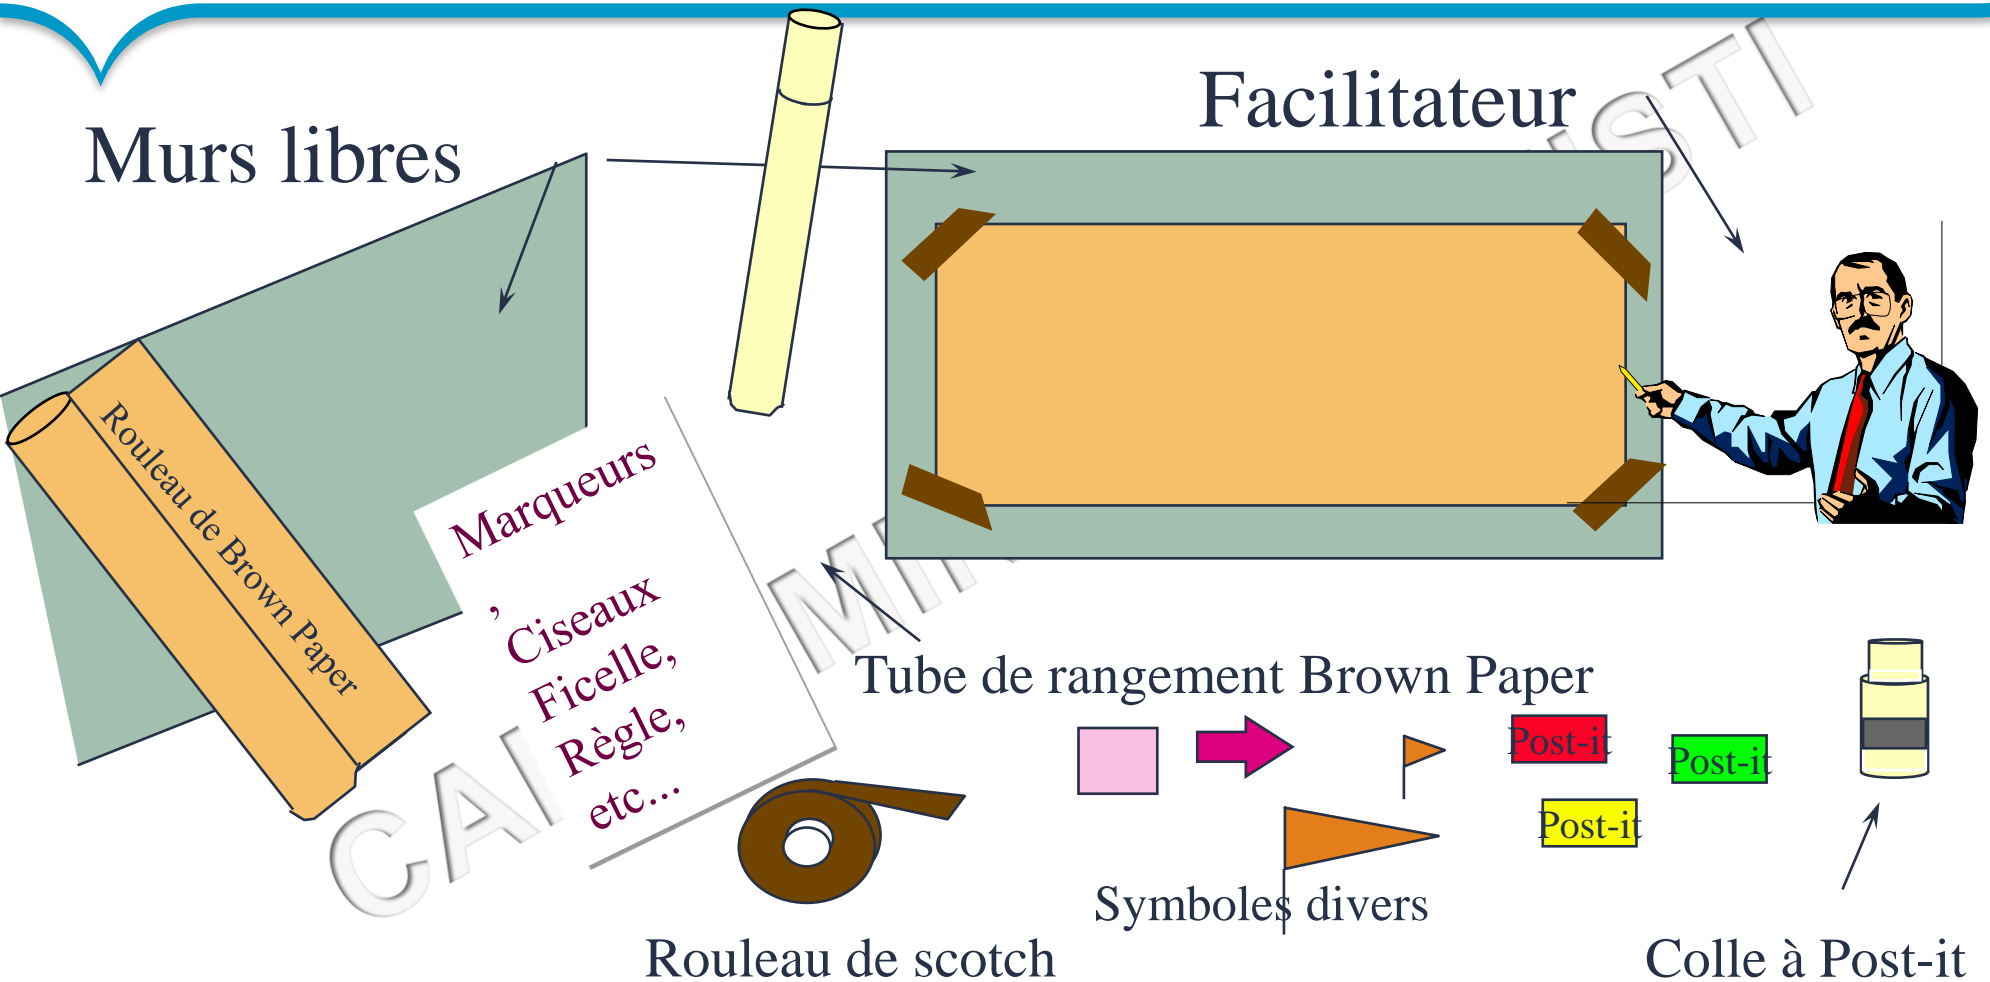 Facilitateur
Murs libres
Rouleau de Brown Paper
Marqueurs
,
Ciseaux
Ficelle,
Règle,
etc...
Tube de rangement Brown Paper
Post-it
Post-it
Post-it
Symboles divers
Rouleau de scotch
Colle à Post-it